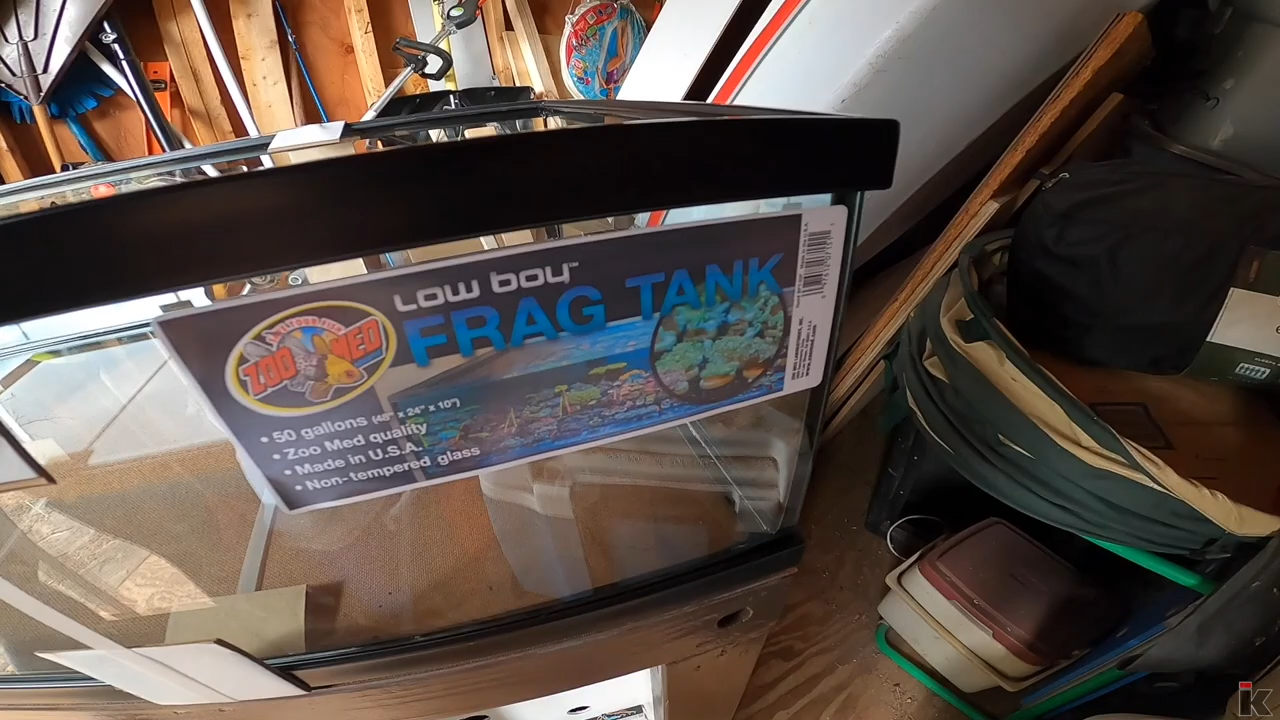 Low boy™
FRAG TANK
ZOO MED
• 50 gallons (48" x 24" x 10")
• Zoo Med quality
• Made in U.S.A.
• Non-tempered glass
ik